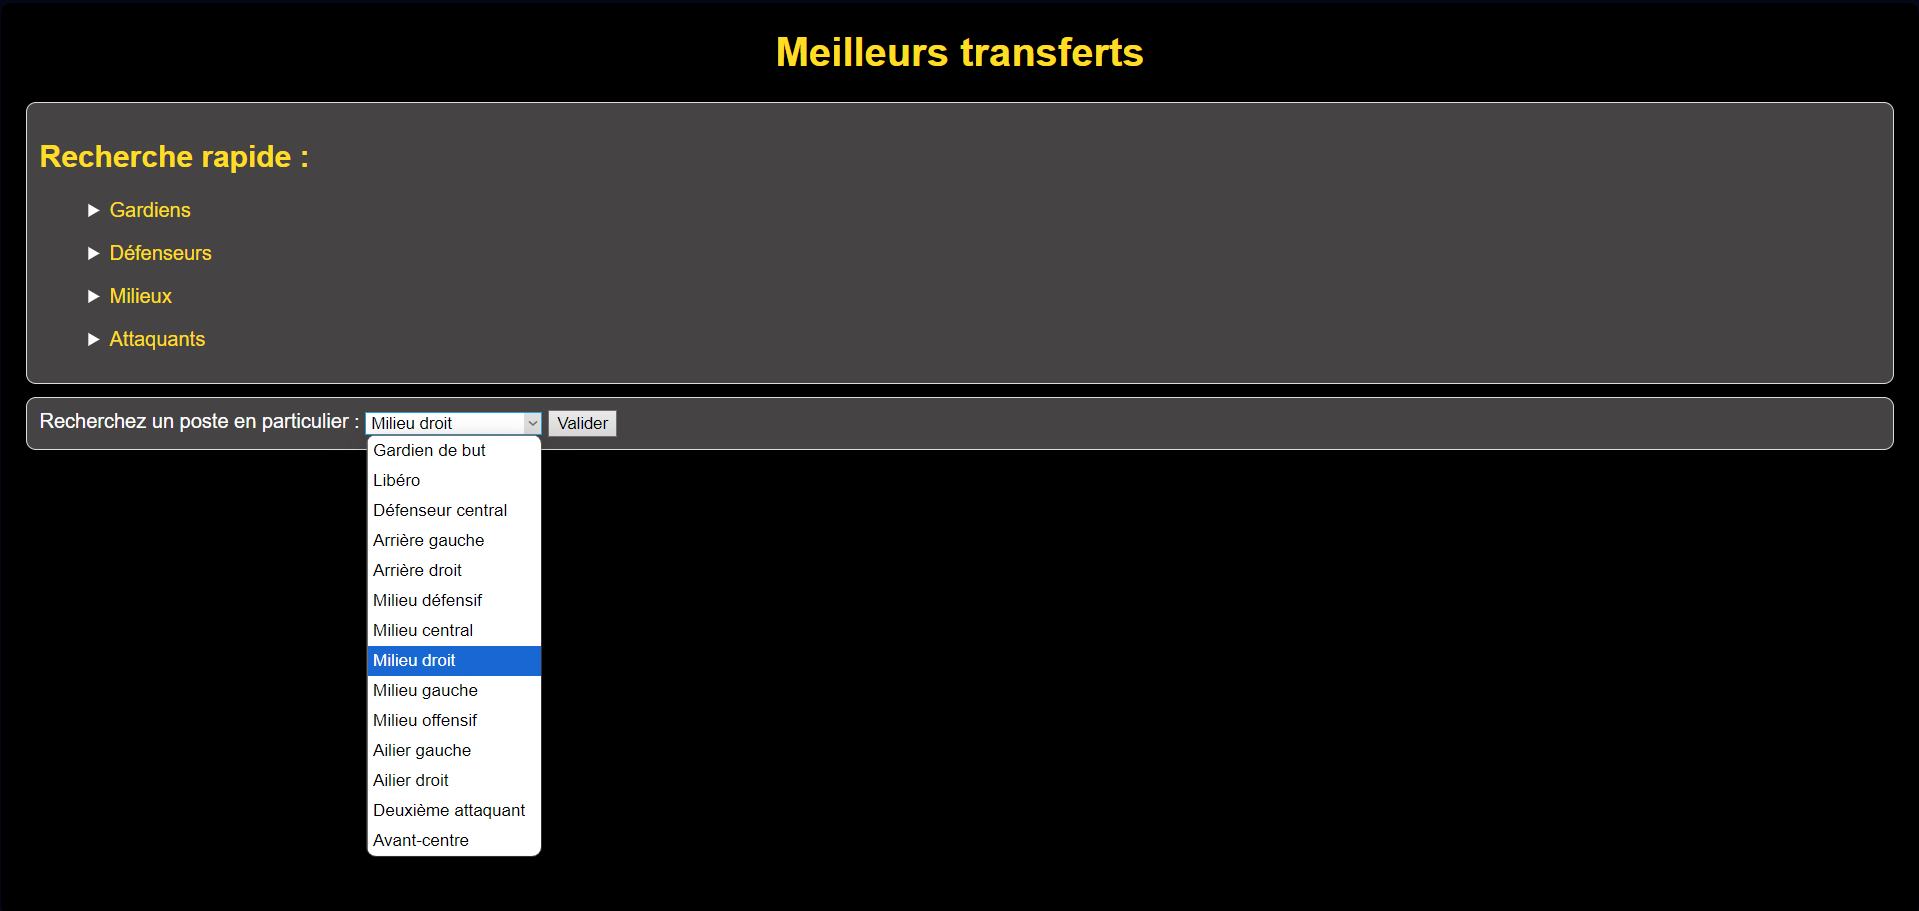 Meilleurs transferts
Recherche rapide :
Gardiens
Défenseurs
Milieux
Attaquants
Recherchez un poste en particulier : Milieu droit Valider
Gardien de but
Libéro
Défenseur central
Arrière gauche
Arrière droit
Milieu défensif
Milieu central
Milieu droit
Milieu gauche
Milieu offensif
Ailier gauche
Ailier droit
Deuxième attaquant
Avant-centre